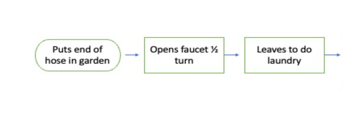 Puts end of
hose in garden
Opens faucet ½
turn
Leaves to do
laundry